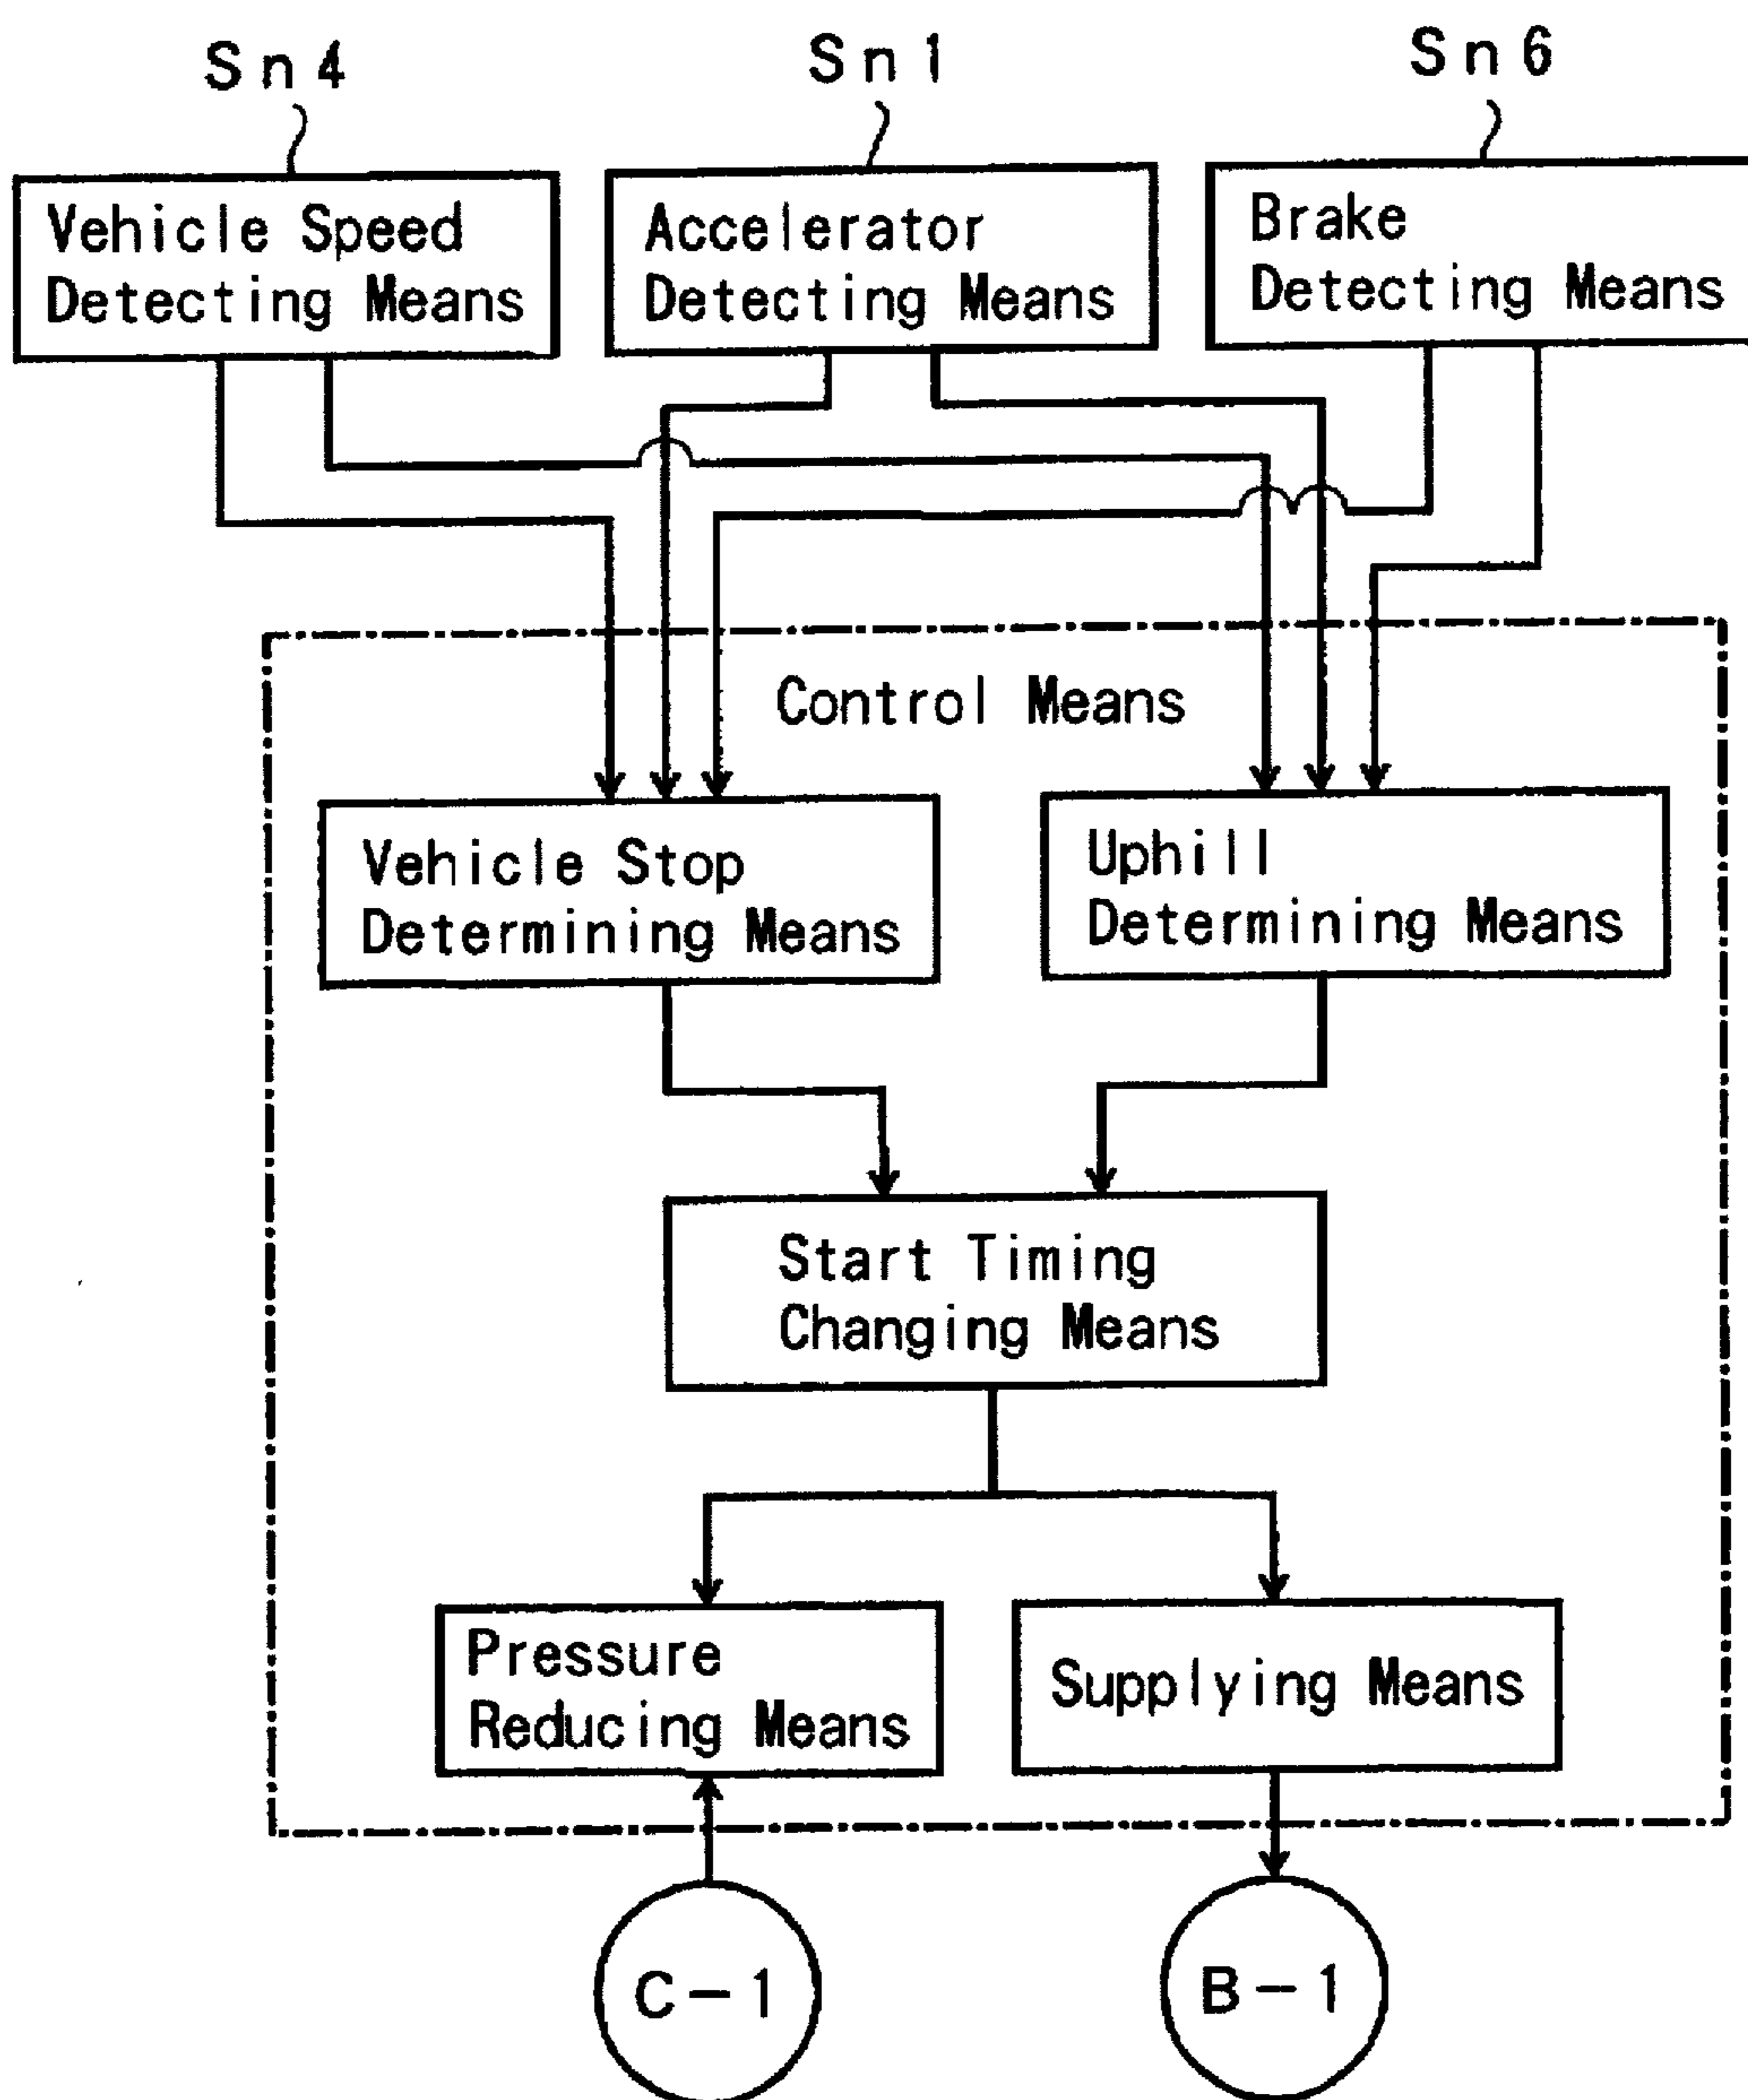 Sn4
Sn1
Sn6
Vehicle Speed
Detecting Means
Accelerator
Detecting Means
Brake
Detecting Means
Control Means
Vehicle Stop
Determining Means
Uphill
Determining Means
Start Timing
Changing Means
Pressure
Reducing Means
Supplying Means
C-1
B-1